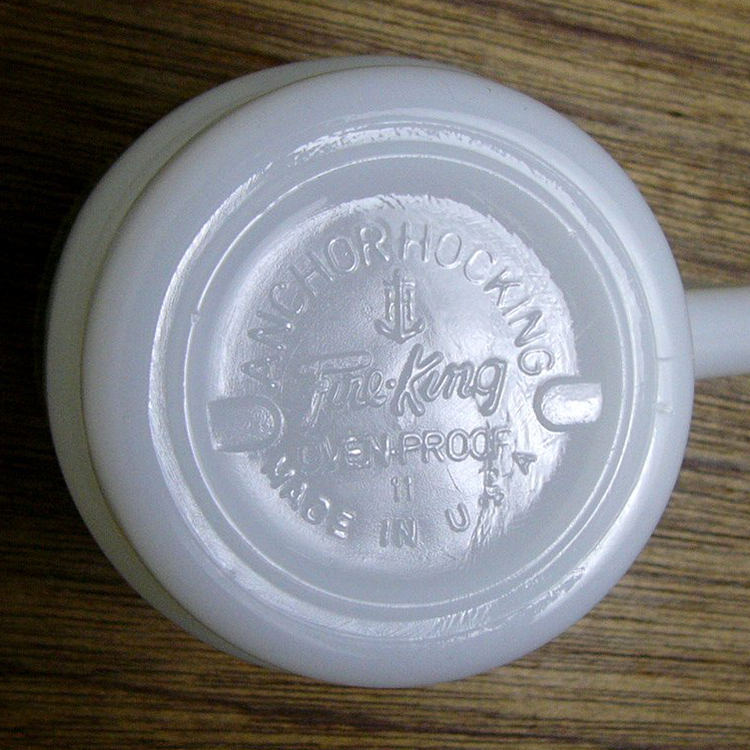 ANCHOR HOCKING
Fire-King
OVEN-PROOF
11
MADE IN U S A